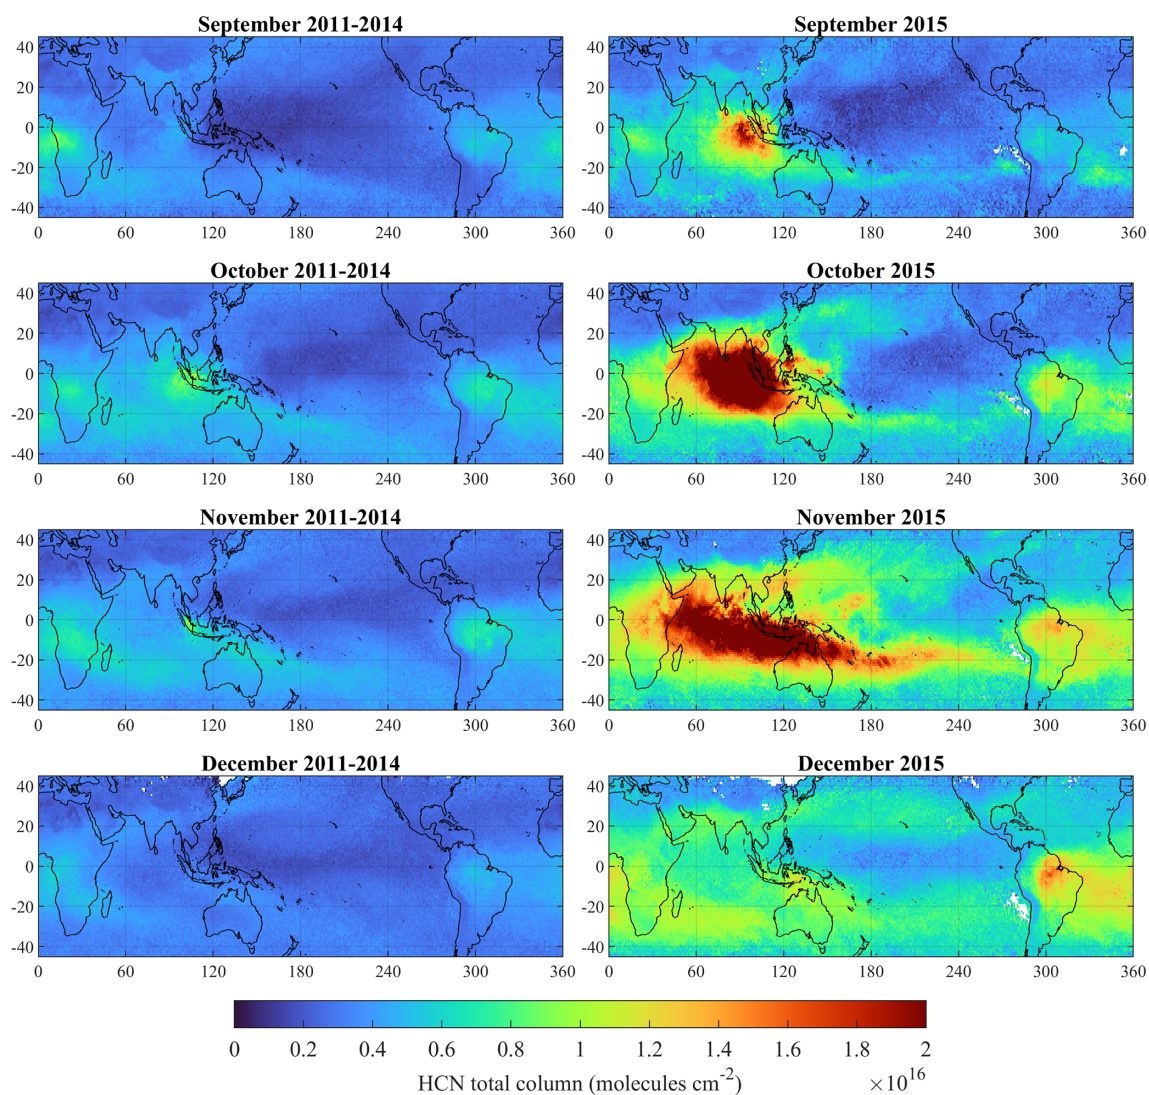 September 2011-2014 September 2015
40 40
20 20
0 0
-20 -20
-40 -40
0 60 120 180 240 300 360 0 60 120 180 240 300 360
October 2011-2014 October 2015
40 40
20 20
0 0
-20 -20
-40 -40
0 60 120 180 240 300 360 0 60 120 180 240 300 360
November 2011-2014 November 2015
40 40
20 20
0 0
-20 -20
-40 -40
0 60 120 180 240 300 360 0 60 120 180 240 300 360
December 2011-2014 December 2015
40 40
20 20
0 0
-20 -20
-40 -40
0 60 120 180 240 300 360 0 60 120 180 240 300 360
0 0.2 0.4 0.6 0.8 1 1.2 1.4 1.6 1.8 2
HCN total column (molecules cm⁻²) ×10¹⁶